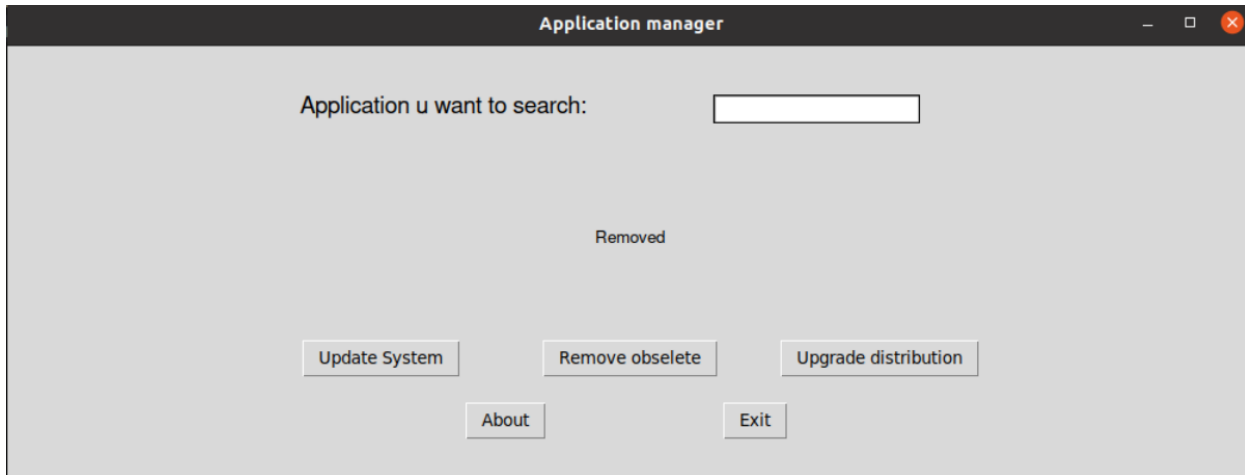 Application manager
Application u want to search:
Removed
Update System Remove obselete Upgrade distribution
About Exit